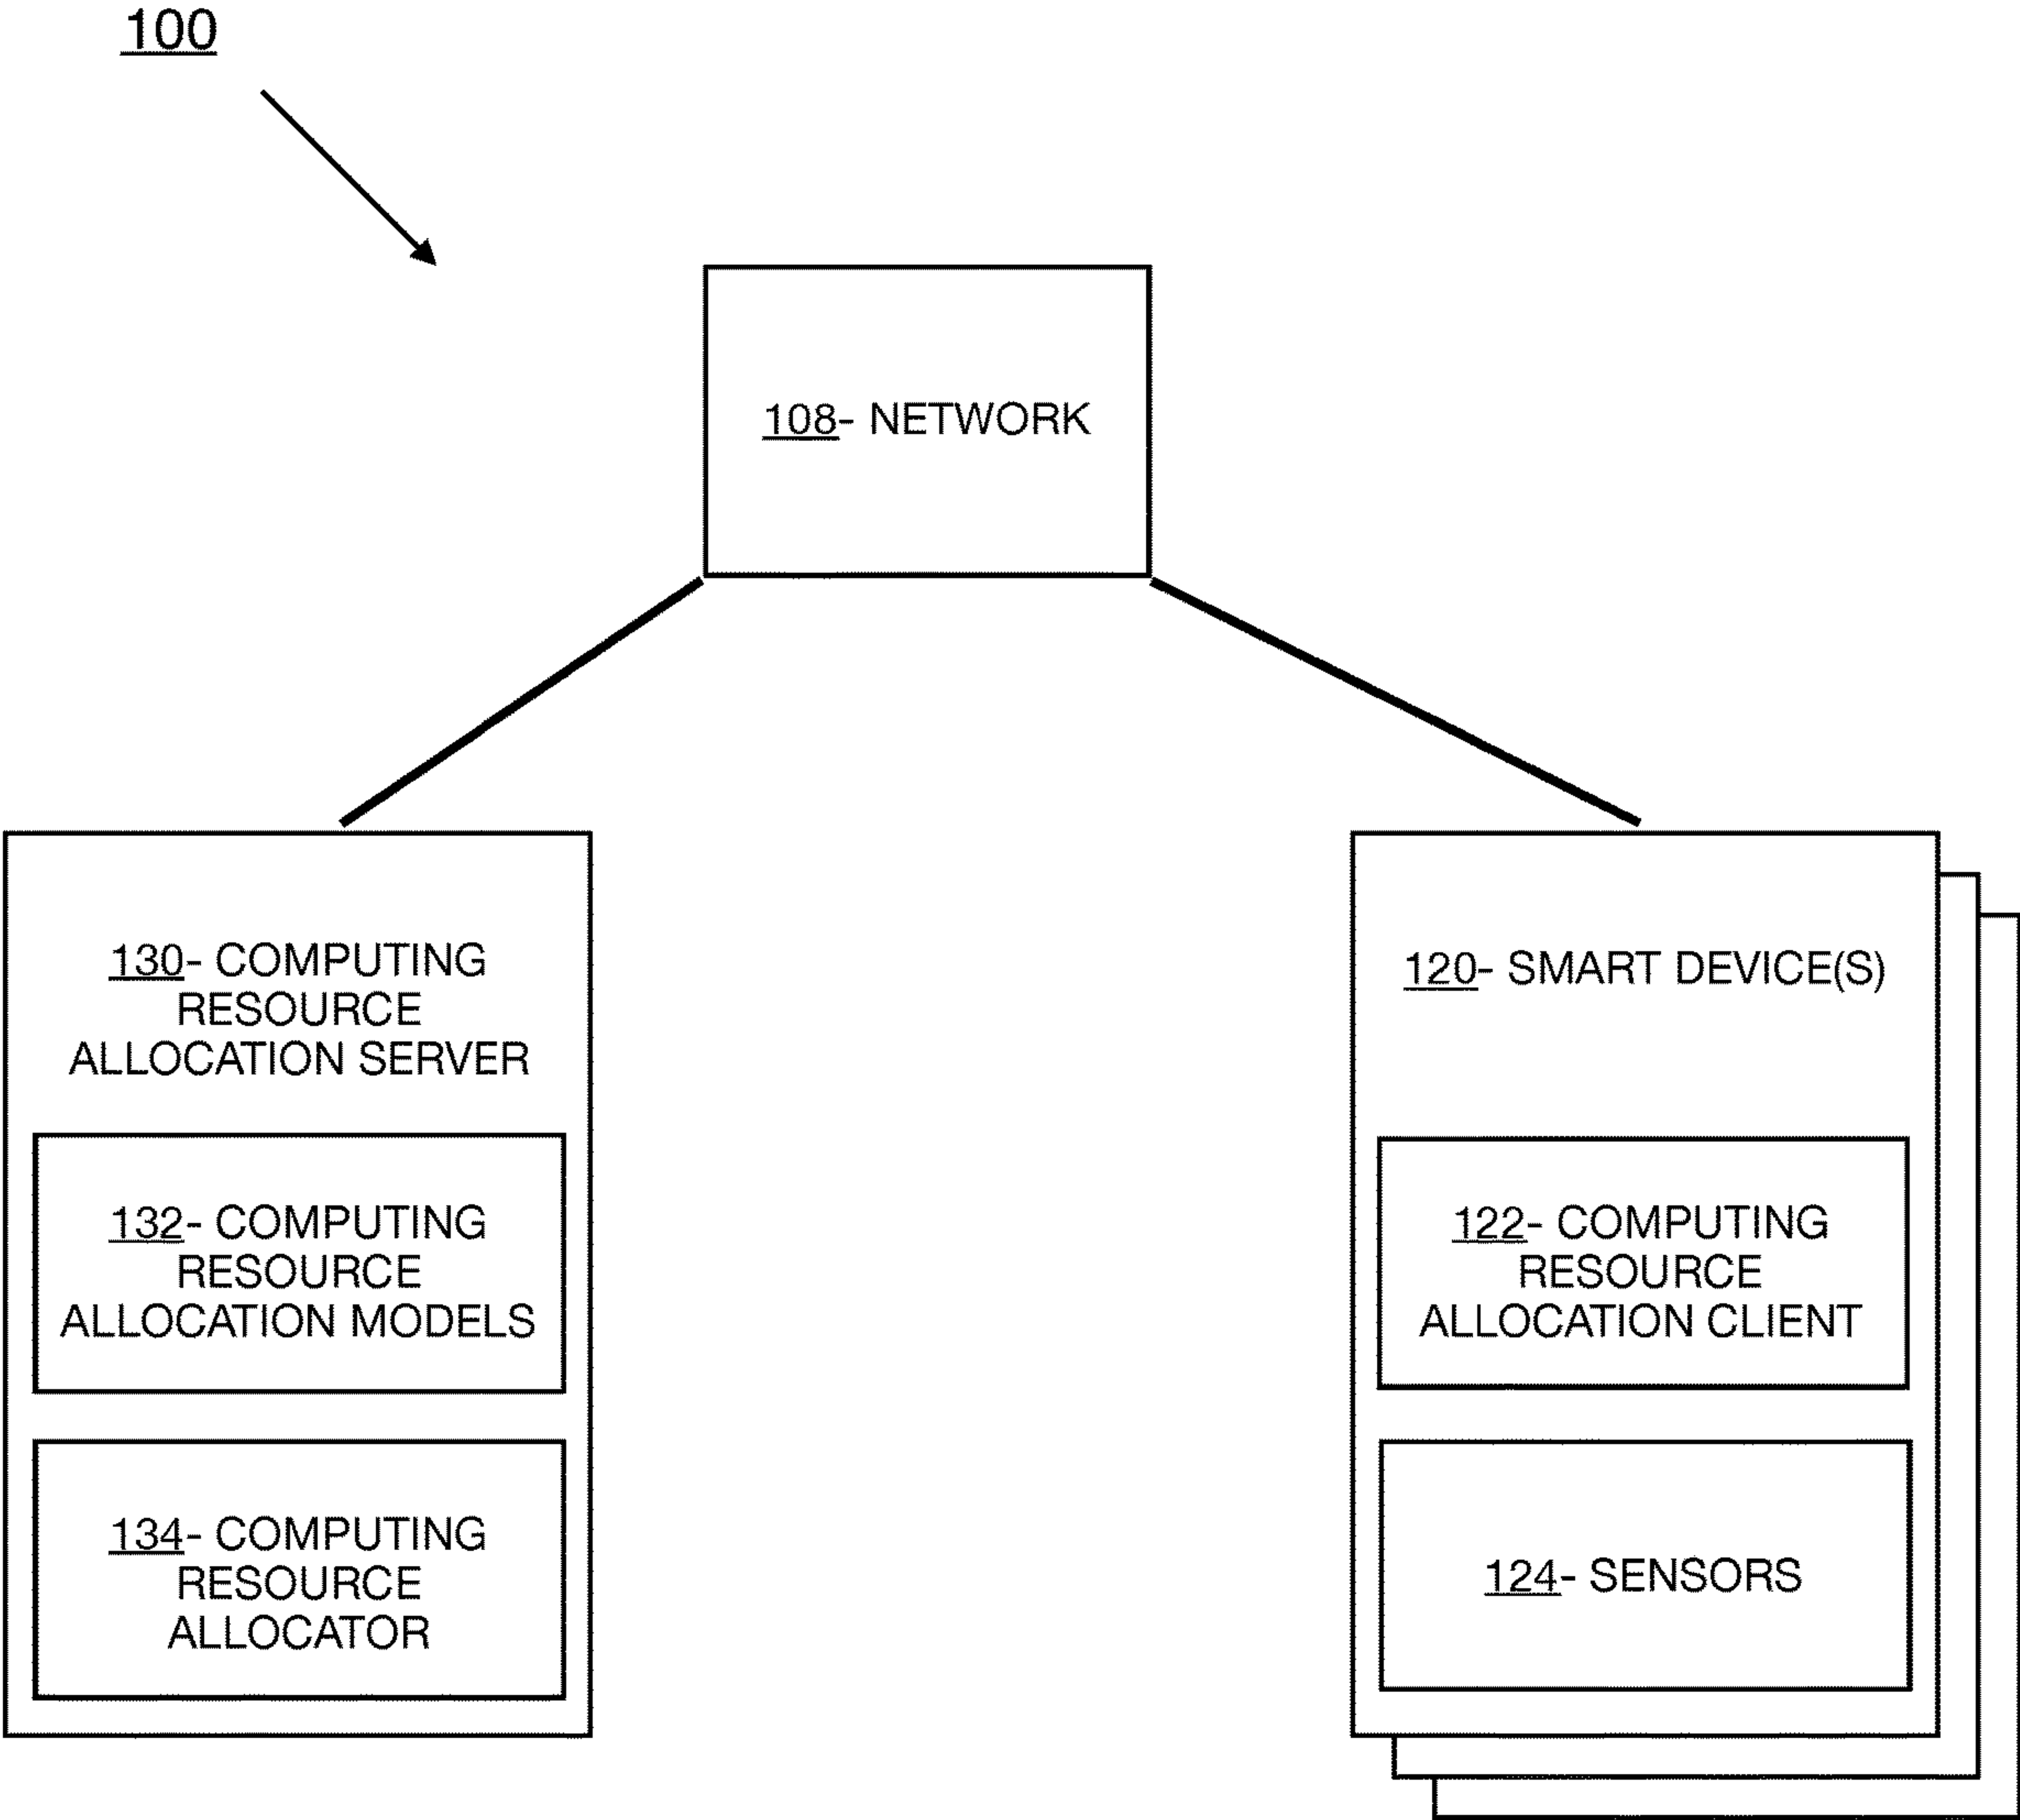 100
108- NETWORK
130- COMPUTING
RESOURCE
ALLOCATION SERVER
132- COMPUTING
RESOURCE
ALLOCATION MODELS
134- COMPUTING
RESOURCE
ALLOCATOR
120- SMART DEVICE(S)
122- COMPUTING
RESOURCE
ALLOCATION CLIENT
124- SENSORS